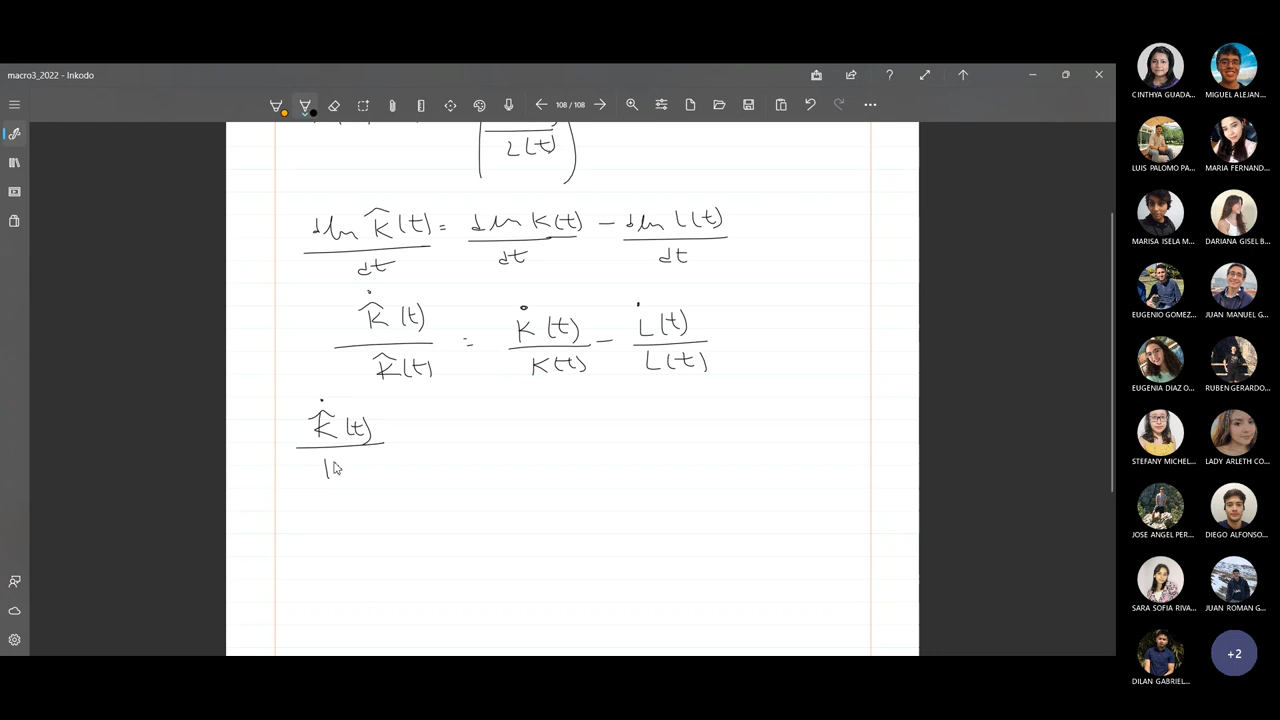 macro3_2022 - Inkodo
108 / 108
L(t)
d ln K̂(t) = d ln K(t) − d ln L(t)
dt dt dt
K̂̇(t) = K̇(t) − L̇(t)
K̂(t) K(t) L(t)
K̂̇(t)
CINTHYA GUADA...
MIGUEL ALEJAN...
LUIS PALOMO PA...
MARIA FERNAND...
MARISA ISELA M...
DARIANA GISEL B...
EUGENIO GOMEZ...
JUAN MANUEL G...
EUGENIA DIAZ O...
RUBEN GERARDO...
STEFANY MICHEL...
LADY ARLETH CO...
JOSE ANGEL PER...
DIEGO ALFONSO...
SARA SOFIA RIVA...
JUAN ROMAN G...
DILAN GABRIEL...
+2